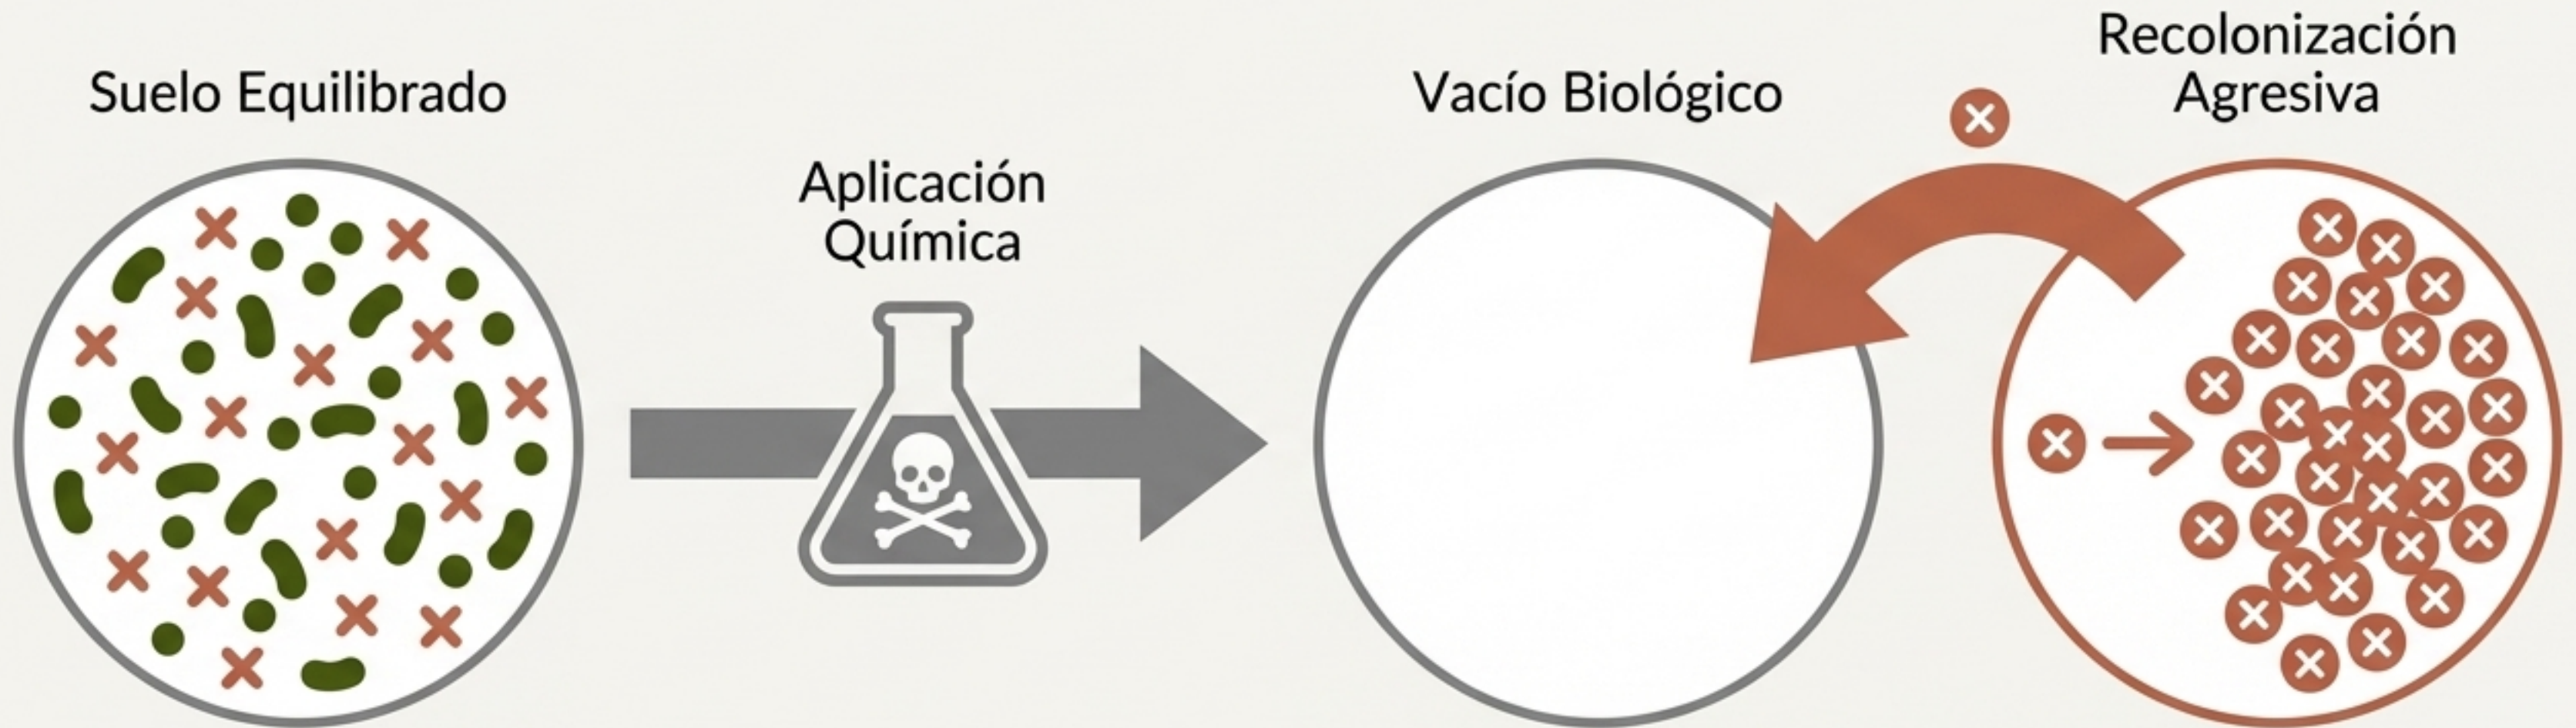 Suelo Equilibrado
Aplicación
Química
Vacío Biológico
Recolonización
Agresiva